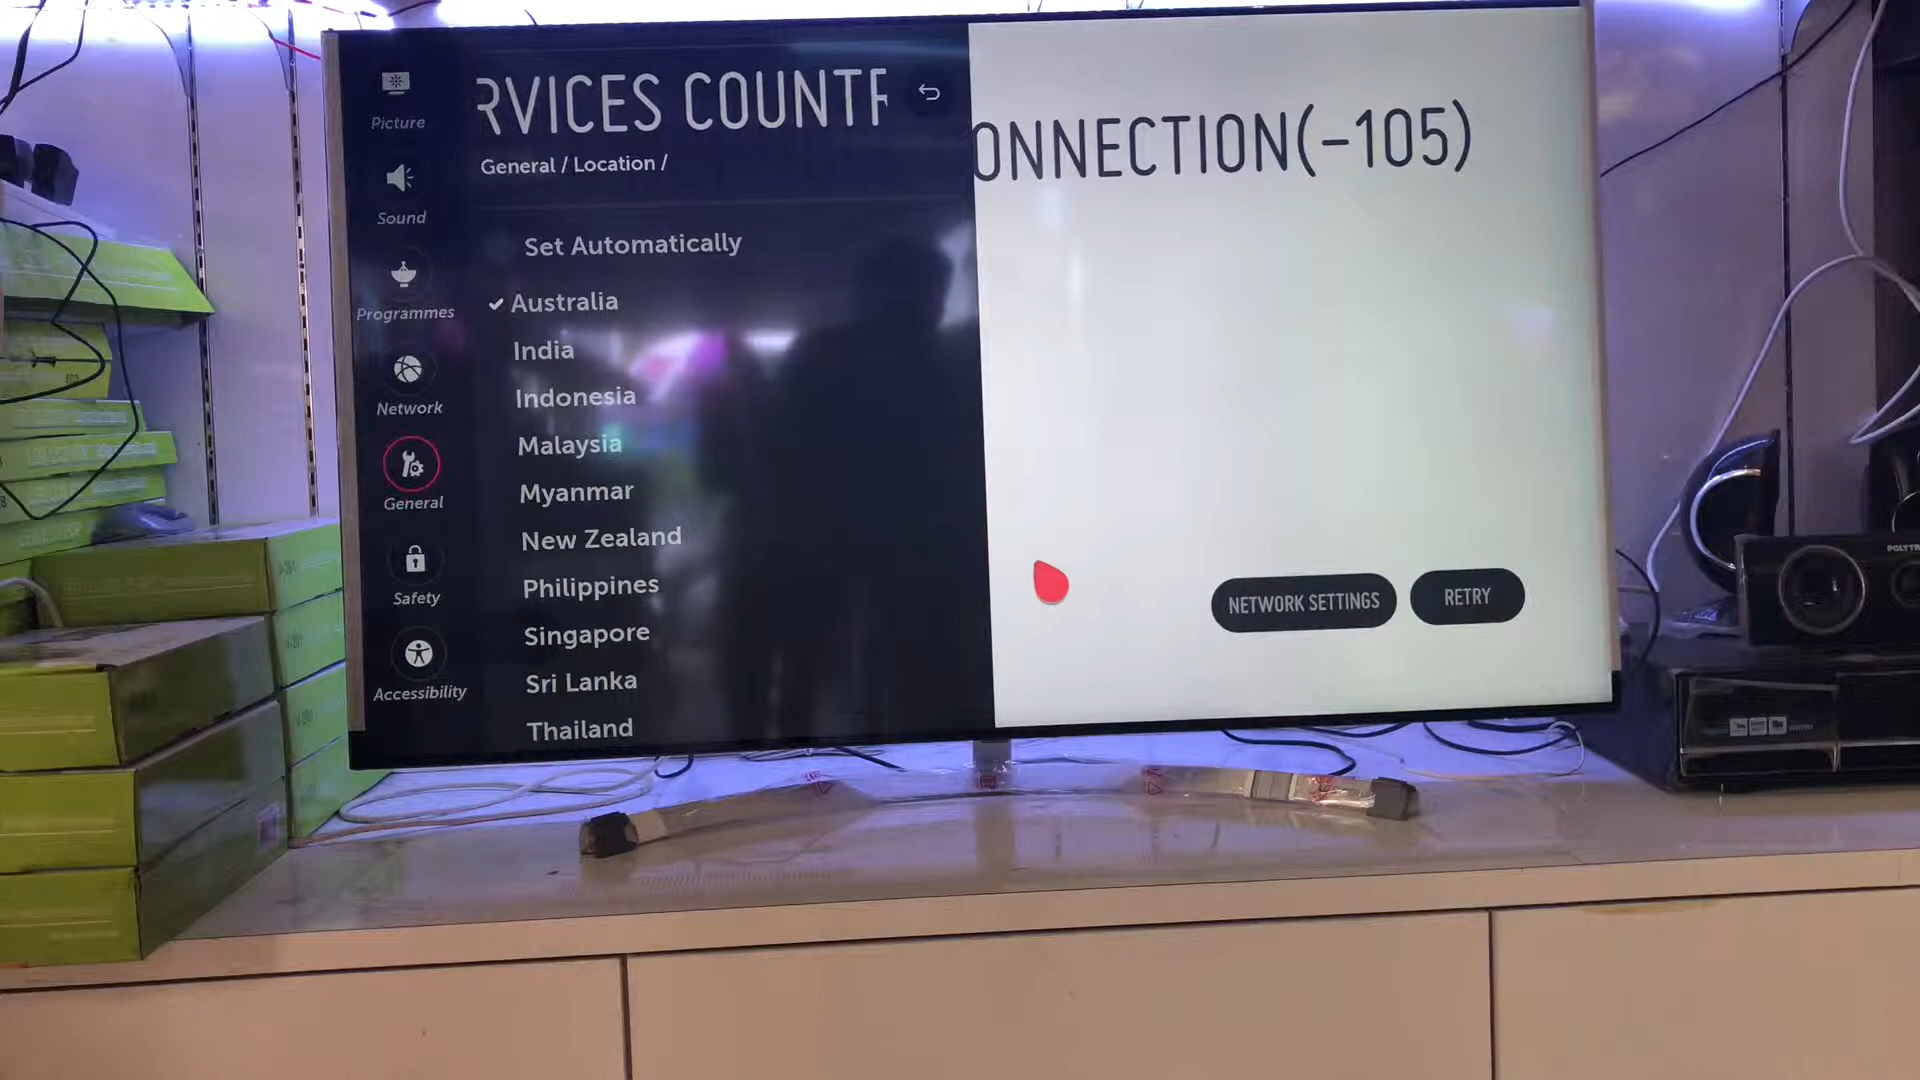 Picture
Sound
Programmes
Network
General
Safety
Accessibility
RVICES COUNTR
General / Location /
Set Automatically
Australia
India
Indonesia
Malaysia
Myanmar
New Zealand
Philippines
Singapore
Sri Lanka
Thailand
ONNECTION(-105)
NETWORK SETTINGS
RETRY
POLYTR